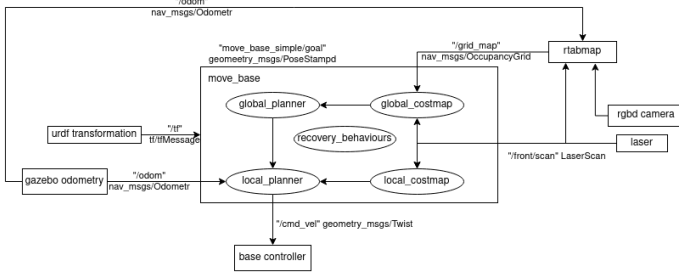 "/odom"
nav_msgs/Odometr
"move_base_simple/goal"
geomeetry_msgs/PoseStampd
"/grid_map"
nav_msgs/OccupancyGrid
rtabmap
move_base
global_planner
global_costmap
rgbd camera
urdf transformation
"/tf"
tf/tfMessage
recovery_behaviours
laser
"/front/scan" LaserScan
gazebo odometry
"/odom"
nav_msgs/Odometr
local_planner
local_costmap
"/cmd_vel" geometry_msgs/Twist
base controller